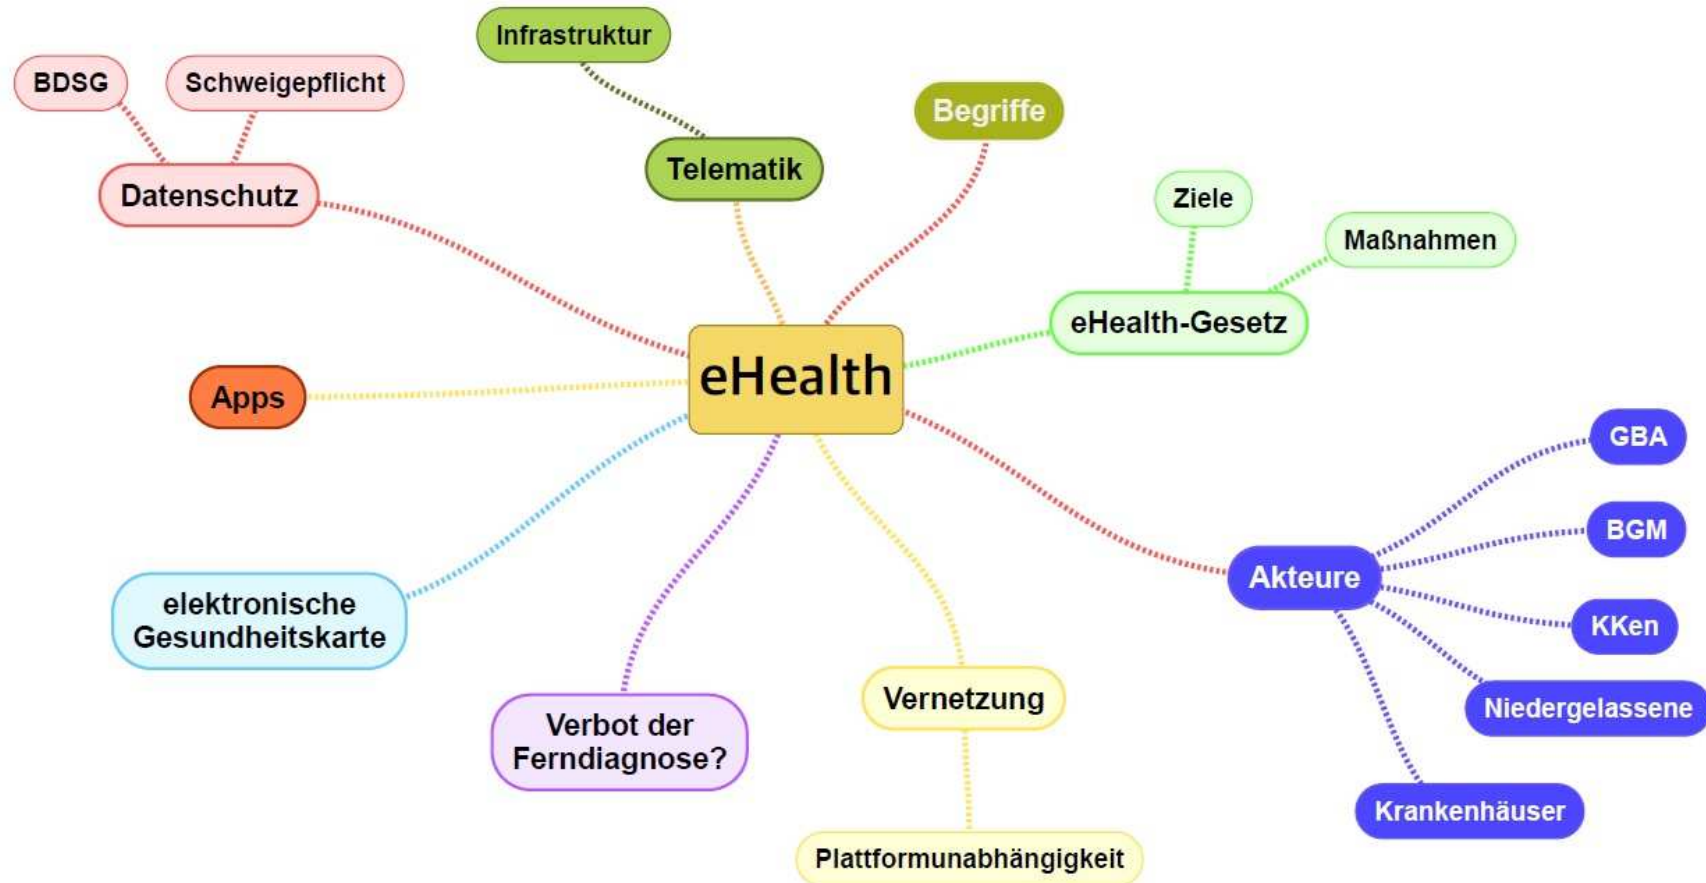 Infrastruktur
BDSG
Schweigepflicht
Begriffe
Telematik
Datenschutz
Ziele
Maßnahmen
eHealth-Gesetz
eHealth
Apps
GBA
BGM
Akteure
elektronische
Gesundheitskarte
KKen
Vernetzung
Niedergelassene
Verbot der
Ferndiagnose?
Krankenhäuser
Plattformunabhängigkeit